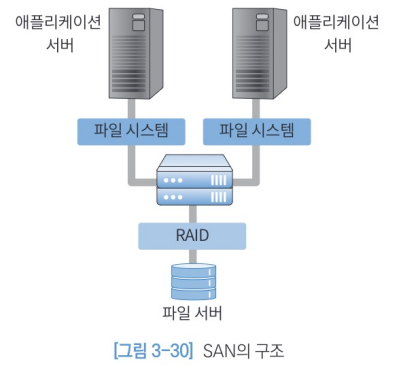 애플리케이션
서버
애플리케이션
서버
파일 시스템
파일 시스템
RAID
파일 서버
[그림 3-30] SAN의 구조